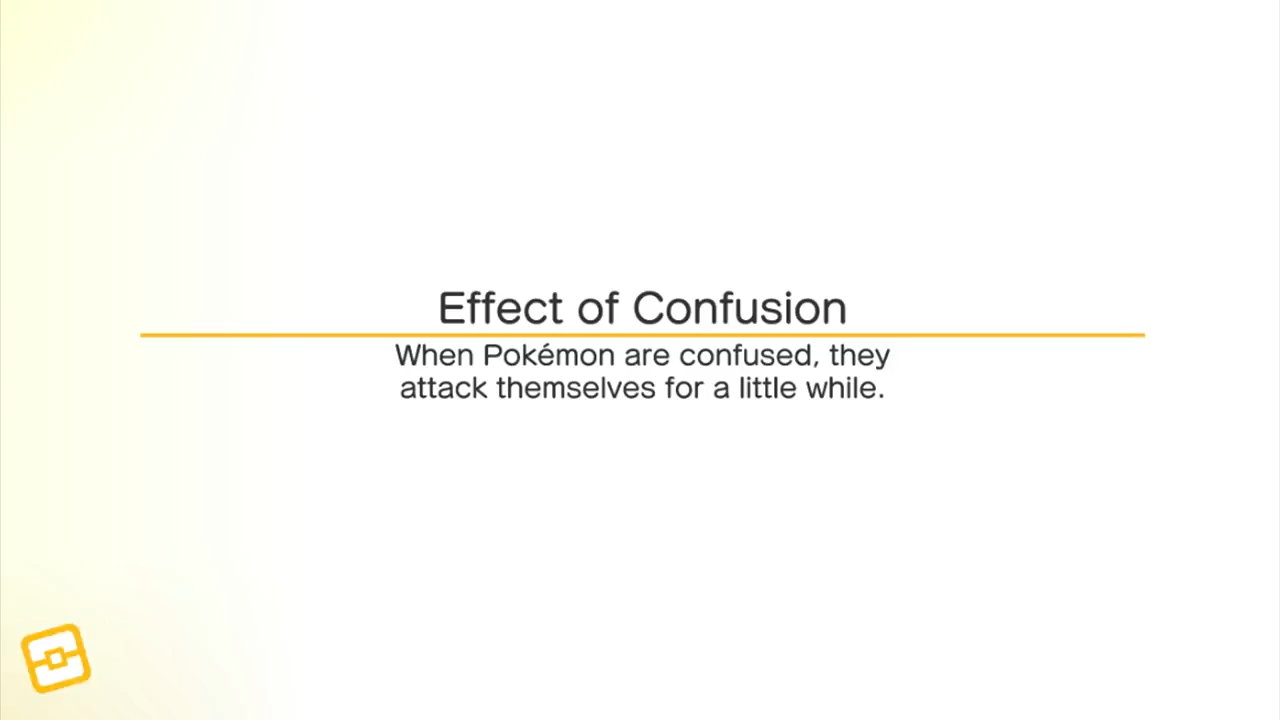 Effect of Confusion
When Pokémon are confused, they
attack themselves for a little while.